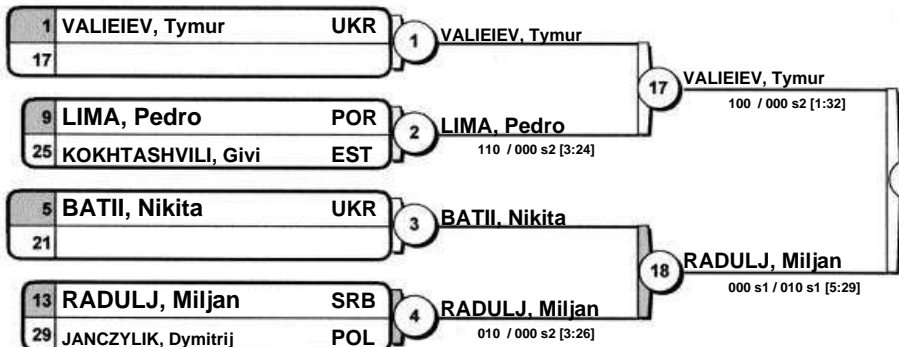 1 VALIEIEV, Tymur UKR
17
1 VALIEIEV, Tymur
9 LIMA, Pedro POR
25 KOKHTASHVILI, Givi EST
2 LIMA, Pedro
110 / 000 s2 [3:24]
17 VALIEIEV, Tymur
100 / 000 s2 [1:32]
5 BATII, Nikita UKR
21
3 BATII, Nikita
13 RADULJ, Miljan SRB
29 JANCZYLIK, Dymitrij POL
4 RADULJ, Miljan
010 / 000 s2 [3:26]
18 RADULJ, Miljan
000 s1 / 010 s1 [5:29]